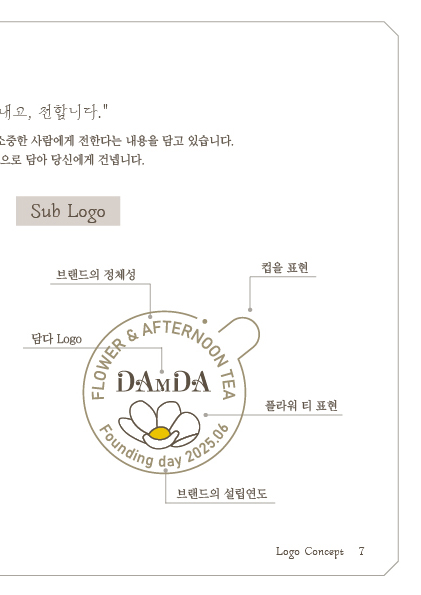 내고, 전합니다."
소중한 사람에게 전한다는 내용을 담고 있습니다.
으로 담아 당신에게 건넵니다.
Sub Logo
브랜드의 정체성
컵을 표현
담다 Logo
FLOWER & AFTERNOON TEA
DAMDA
플라워 티 표현
Founding day 2025.06
브랜드의 설립연도
Logo Concept 7